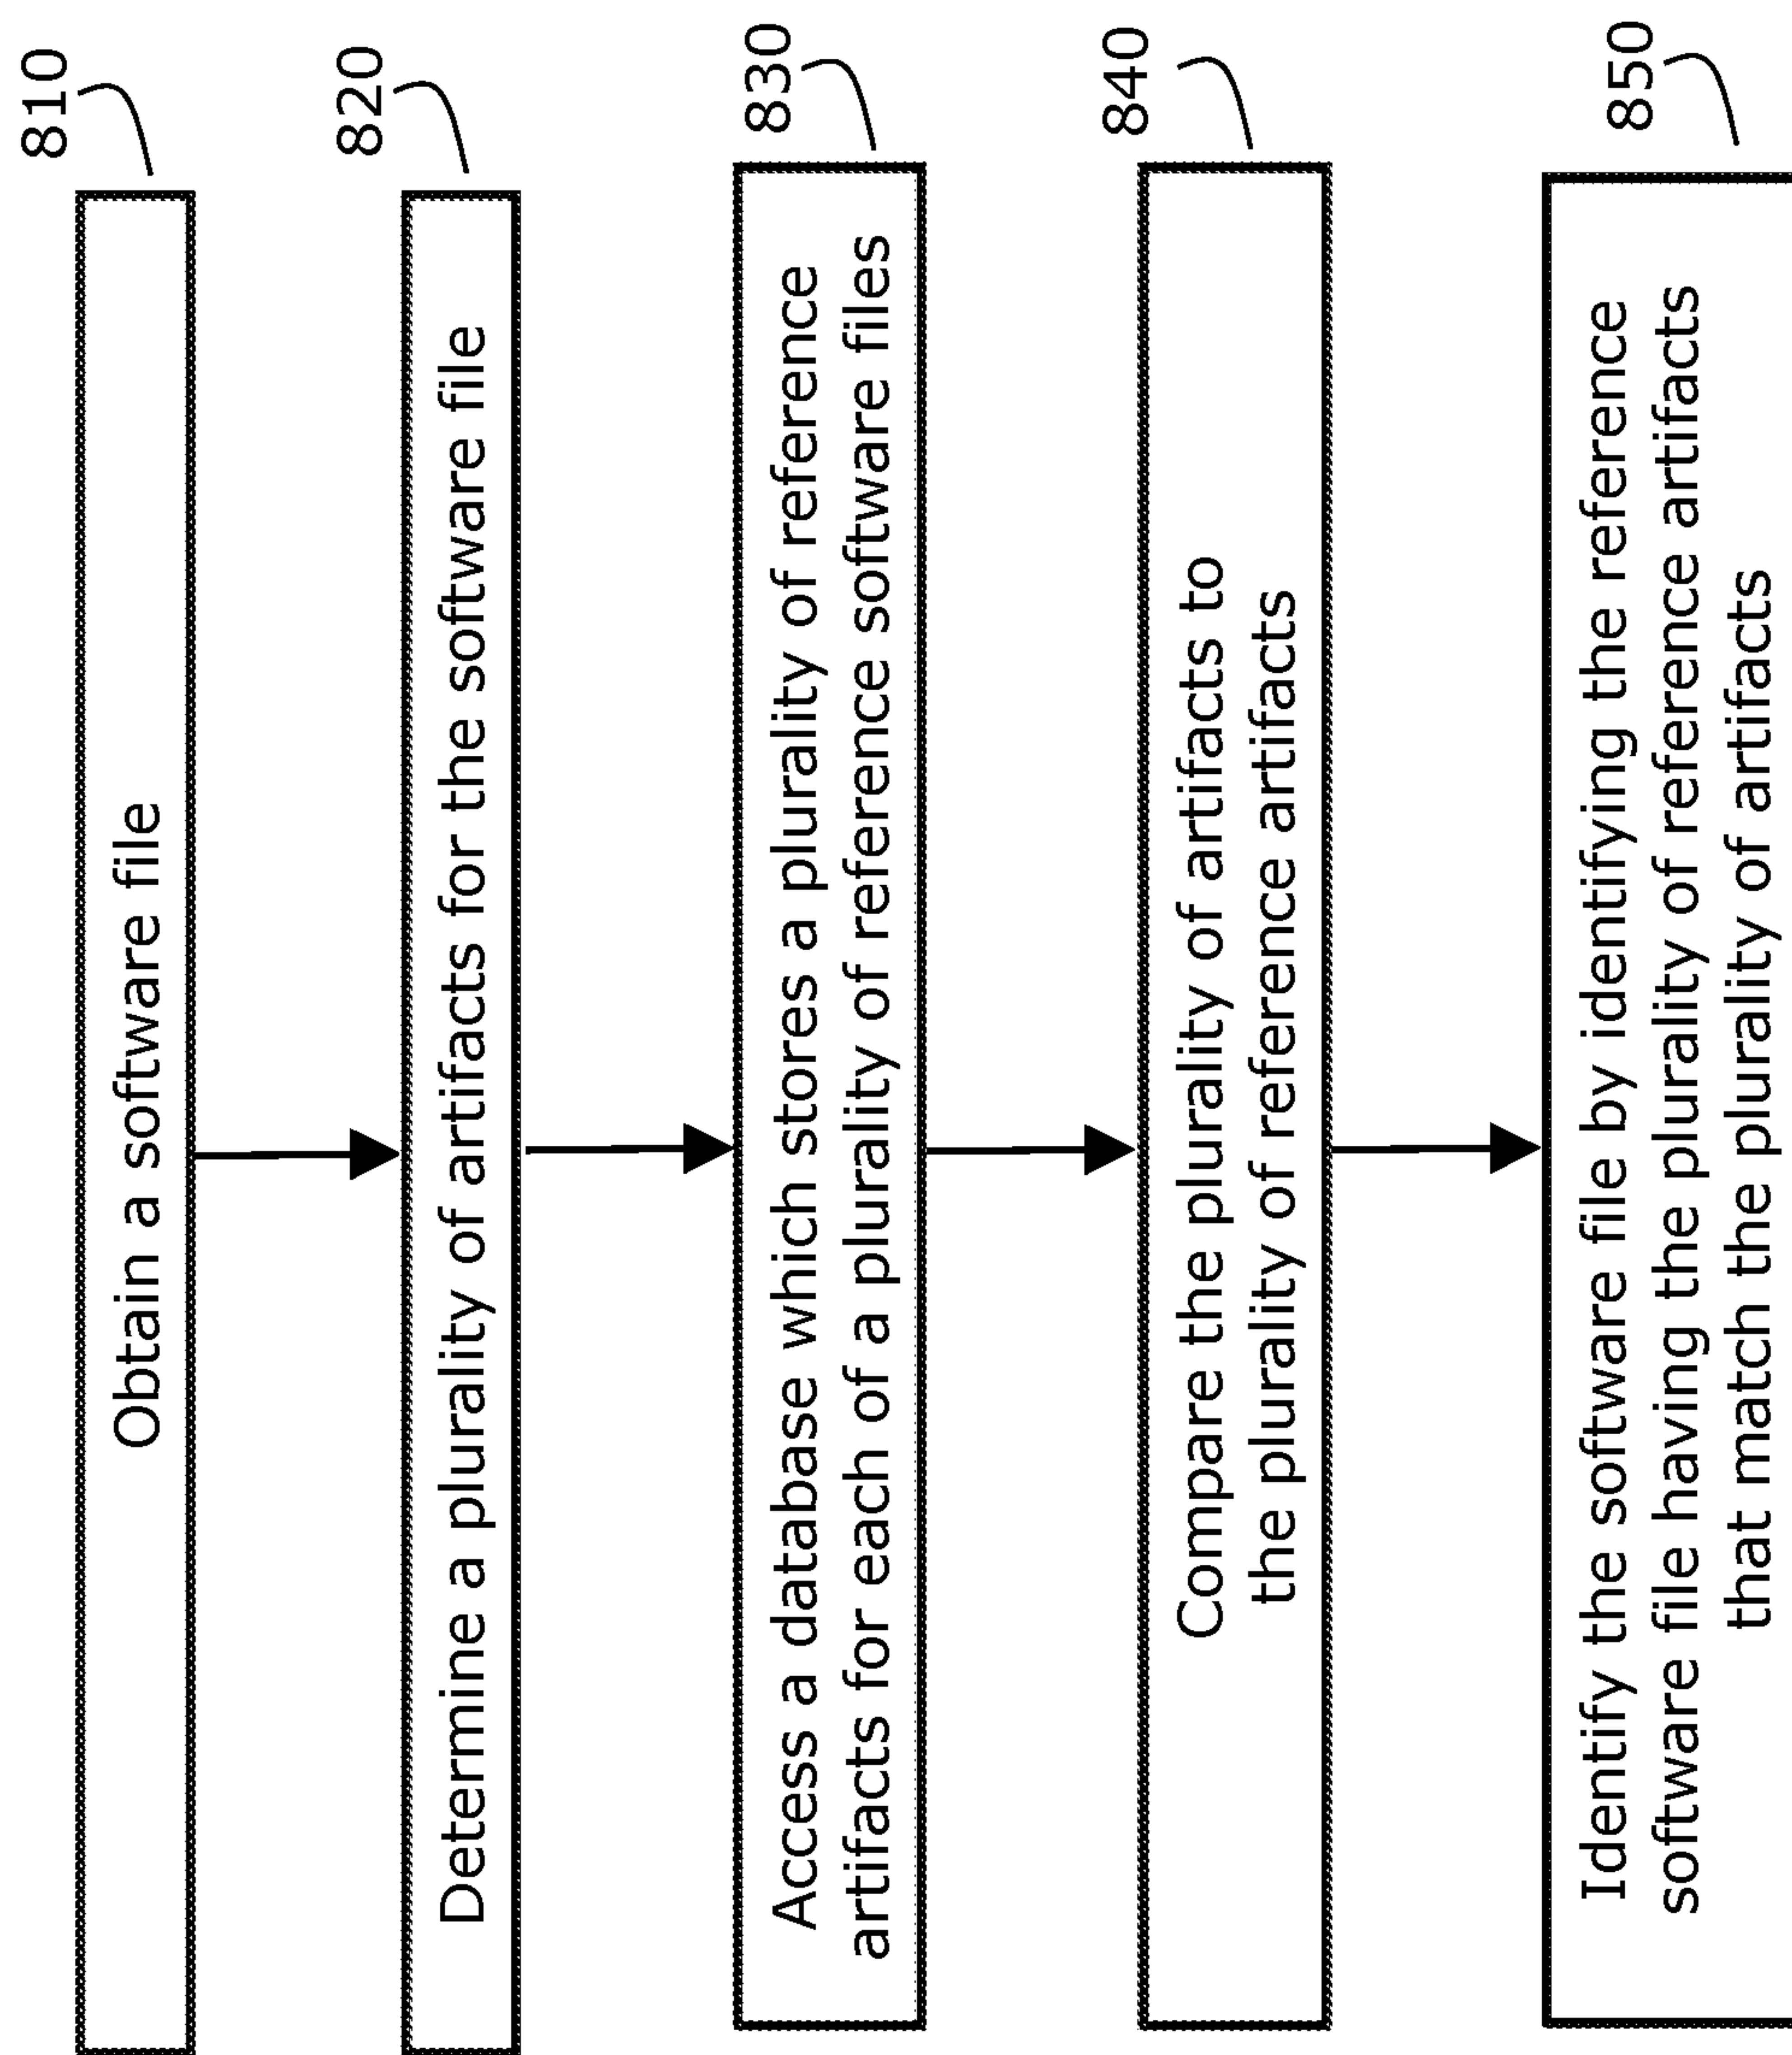 810
Obtain a software file
820
Determine a plurality of artifacts for the software file
830
Access a database which stores a plurality of reference
artifacts for each of a plurality of reference software files
840
Compare the plurality of artifacts to
the plurality of reference artifacts
850
Identify the software file by identifying the reference
software file having the plurality of reference artifacts
that match the plurality of artifacts